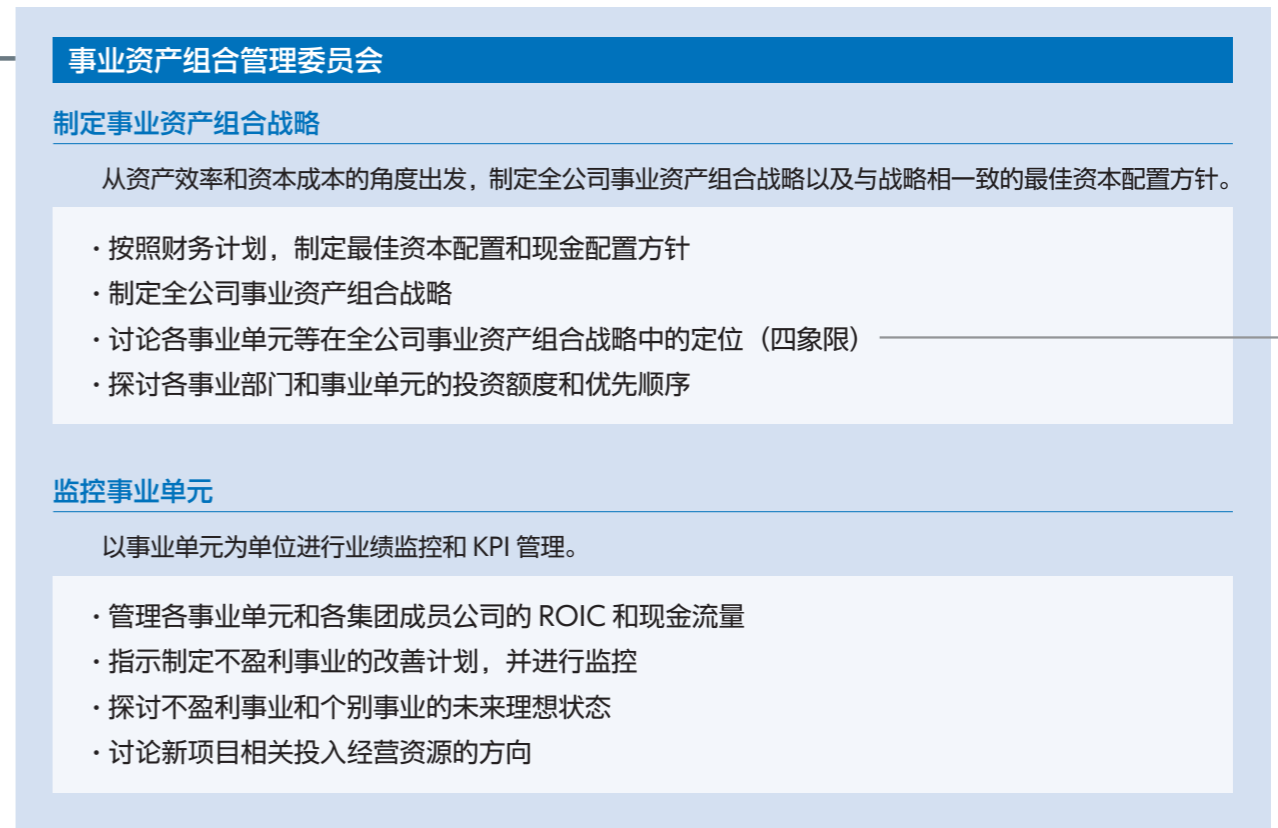 事业资产组合管理委员会
制定事业资产组合战略
从资产效率和资本成本的角度出发，制定全公司事业资产组合战略以及与战略相一致的最佳资本配置方针。
・按照财务计划，制定最佳资本配置和现金配置方针
・制定全公司事业资产组合战略
・讨论各事业单元等在全公司事业资产组合战略中的定位（四象限）
・探讨各事业部门和事业单元的投资额度和优先顺序
监控事业单元
以事业单元为单位进行业绩监控和 KPI 管理。
・管理各事业单元和各集团成员公司的 ROIC 和现金流量
・指示制定不盈利事业的改善计划，并进行监控
・探讨不盈利事业和个别事业的未来理想状态
・讨论新项目相关投入经营资源的方向